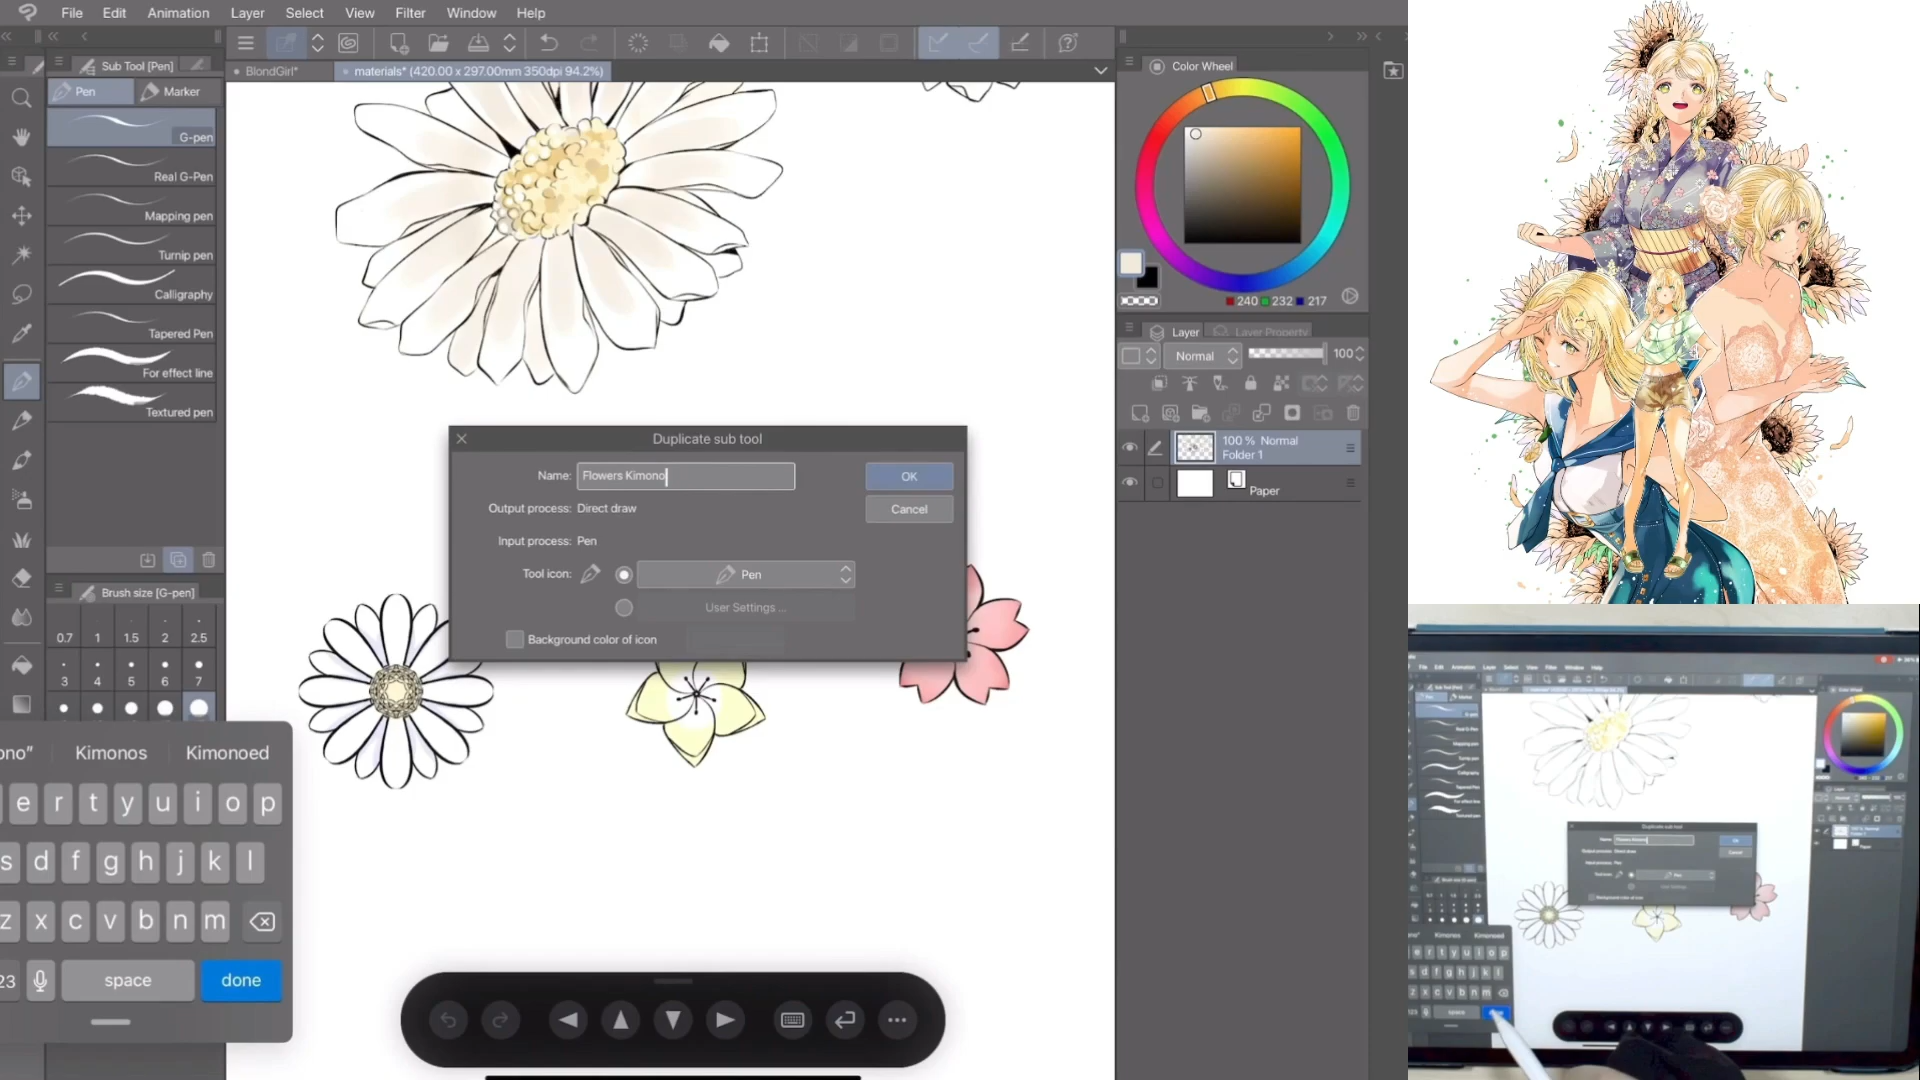 File Edit Animation Layer Select View Filter Window Help
Sub Tool [Pen]
BlondGirl*
materials* (420.00 x 297.00mm 350dpi 94.2%)
Pen
Marker
G-pen
Real G-Pen
Mapping pen
Turnip pen
Calligraphy
Tapered Pen
For effect line
Textured pen
Brush size [G-pen]
0.7 1 1.5 2 2.5
3 4 5 6 7
Color Wheel
240 232 217
Layer
Layer Property
Normal
100
100 % Normal
Folder 1
Paper
Duplicate sub tool
Name: Flowers Kimono
OK
Output process: Direct draw
Cancel
Input process: Pen
Tool icon: Pen
User Settings ...
Background color of icon
ono” Kimonos Kimonoed
e r t y u i o p
s d f g h j k l
z x c v b n m
23 space done